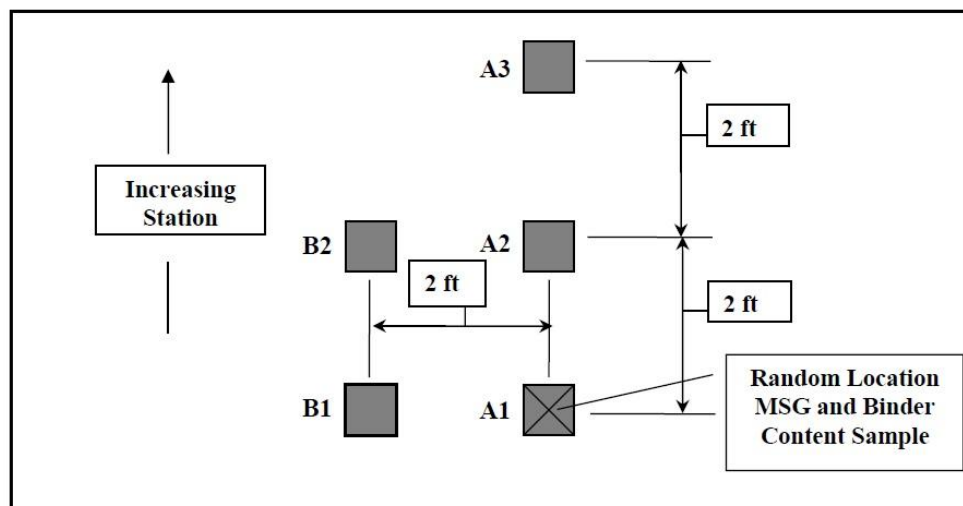 A3
2 ft
Increasing
Station
B2
A2
2 ft
2 ft
B1
A1
Random Location
MSG and Binder
Content Sample